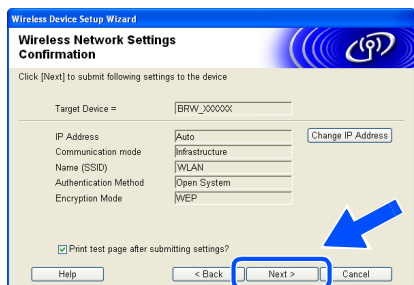 Wireless Device Setup Wizard
Wireless Network Settings
Confirmation
Click [Next] to submit following settings to the device
Target Device = BRW_XXXXXX
IP Address Auto Change IP Address
Communication mode Infrastructure
Name (SSID) WLAN
Authentication Method Open System
Encryption Mode WEP
Print test page after submitting settings?
Help < Back Next > Cancel